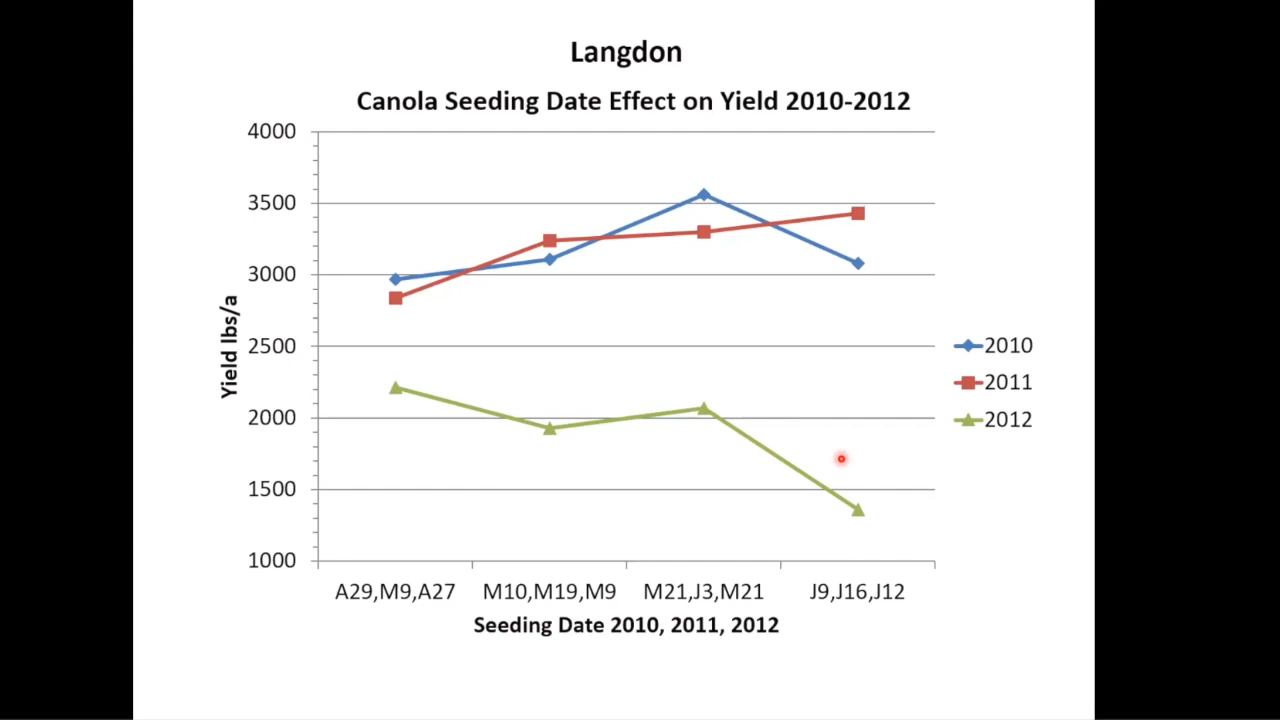 Langdon
Canola Seeding Date Effect on Yield 2010-2012
4000
3500
3000
2500
2000
1500
1000
Yield lbs/a
2010
2011
2012
A29,M9,A27 M10,M19,M9 M21,J3,M21 J9,J16,J12
Seeding Date 2010, 2011, 2012